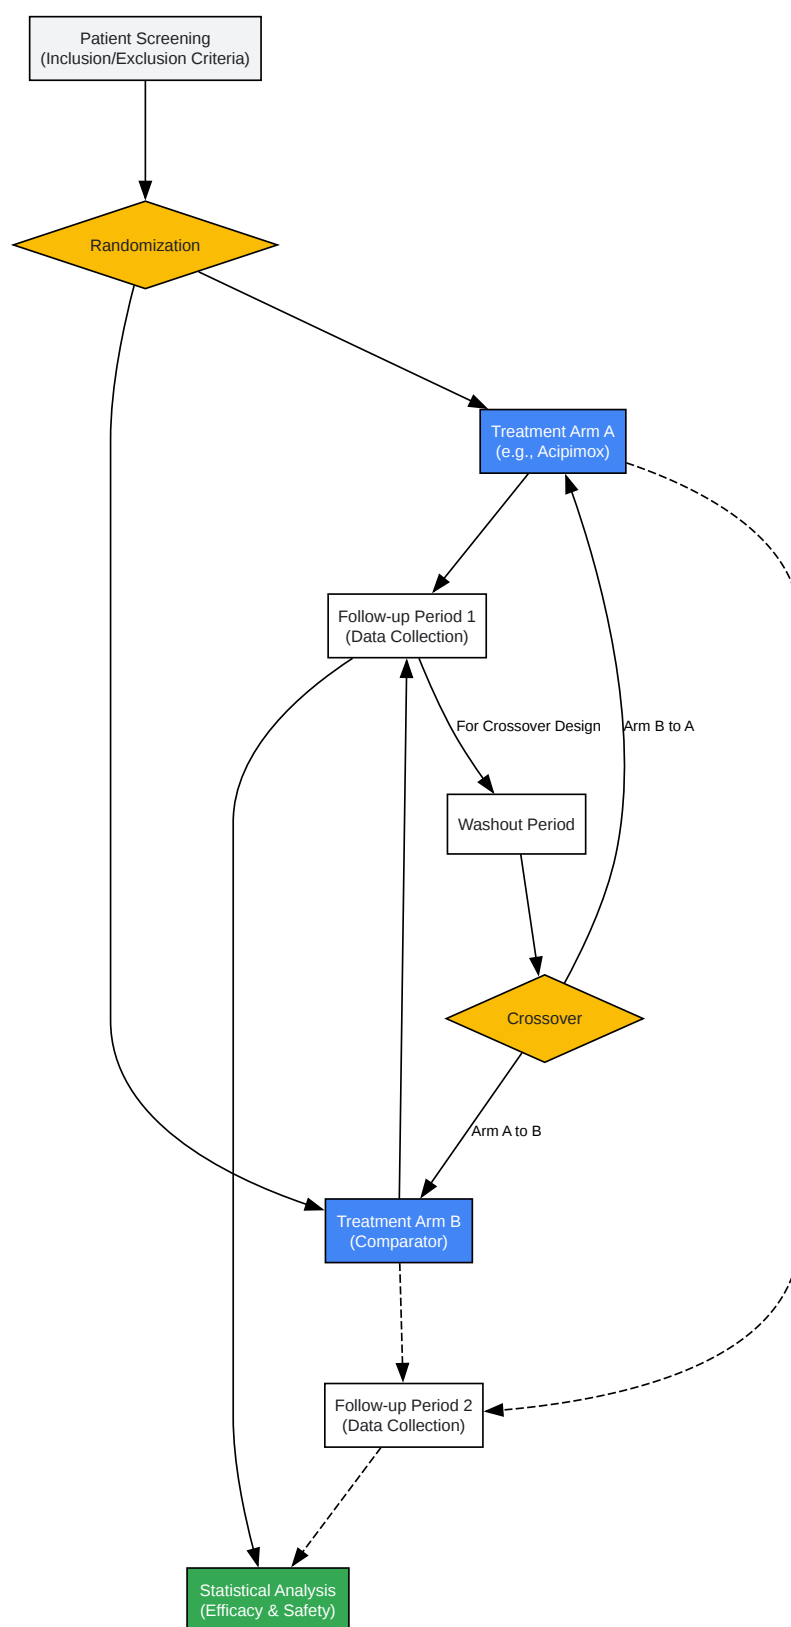 Patient Screening
(Inclusion/Exclusion Criteria)
Randomization
Treatment Arm A
(e.g., Acipimox)
Follow-up Period 1
(Data Collection)
For Crossover Design
Arm B to A
Washout Period
Crossover
Arm A to B
Treatment Arm B
(Comparator)
Follow-up Period 2
(Data Collection)
Statistical Analysis
(Efficacy & Safety)